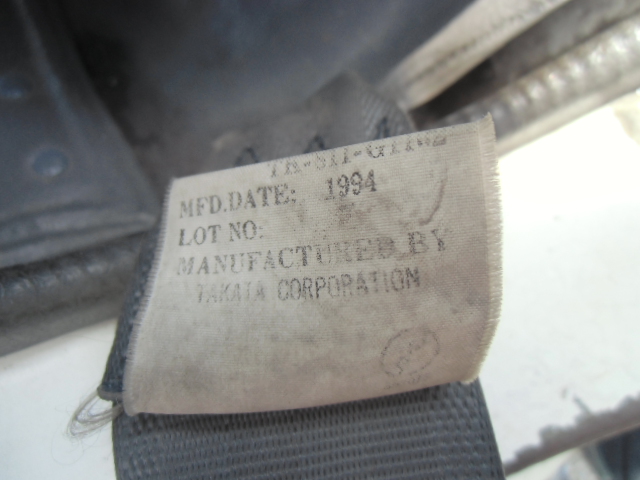 MFD.DATE: 1994
LOT NO:
MANUFACTURED BY
TAKATA CORPORATION